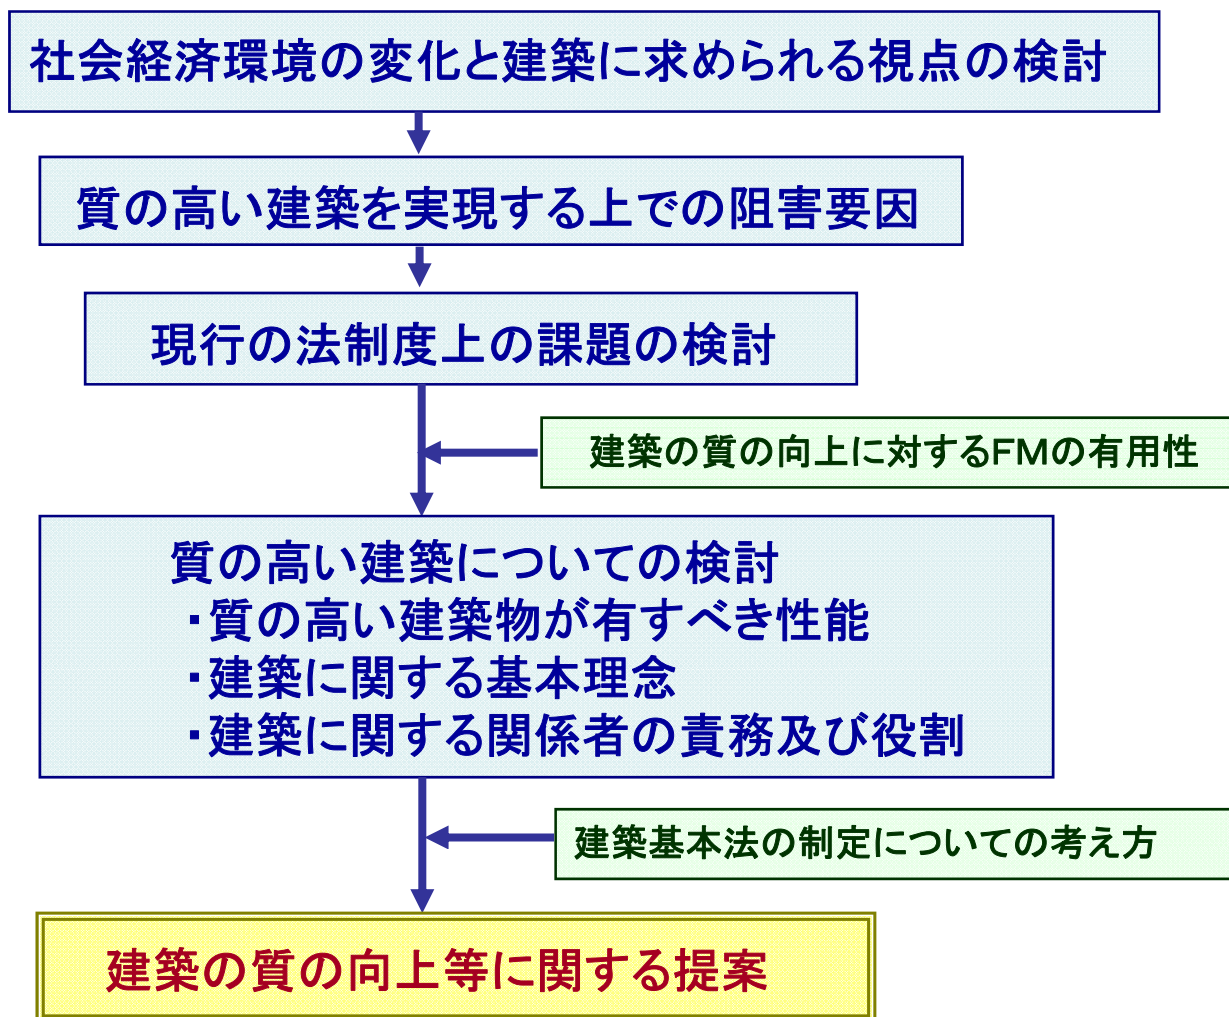 社会経済環境の変化と建築に求められる視点の検討
質の高い建築を実現する上での阻害要因
現行の法制度上の課題の検討
建築の質の向上に対するFMの有用性
質の高い建築についての検討
・質の高い建築物が有すべき性能
・建築に関する基本理念
・建築に関する関係者の責務及び役割
建築基本法の制定についての考え方
建築の質の向上等に関する提案